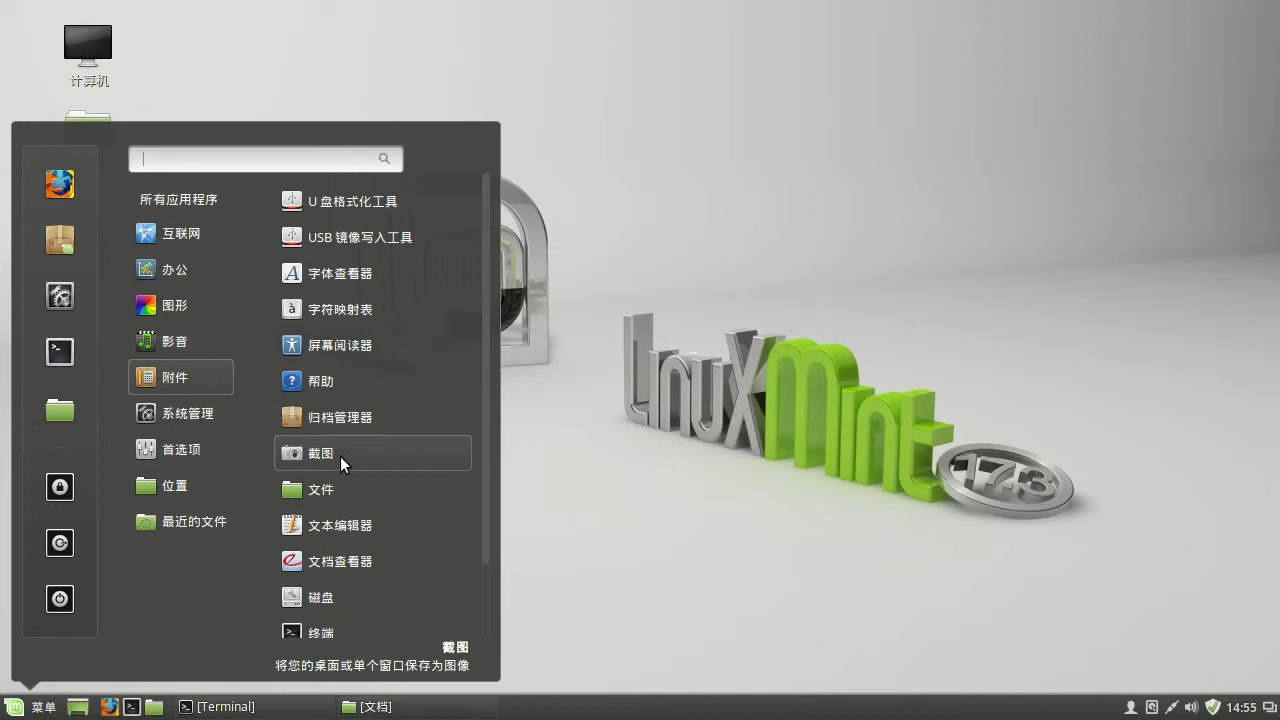 计算机
所有应用程序
互联网
办公
图形
影音
附件
系统管理
首选项
位置
最近的文件
U 盘格式化工具
USB 镜像写入工具
字体查看器
字符映射表
屏幕阅读器
帮助
归档管理器
截图
文件
文本编辑器
文档查看器
磁盘
终端
截图
将您的桌面或单个窗口保存为图像
LinuxMint
17.3
菜单
[Terminal]
[文档]
14:55